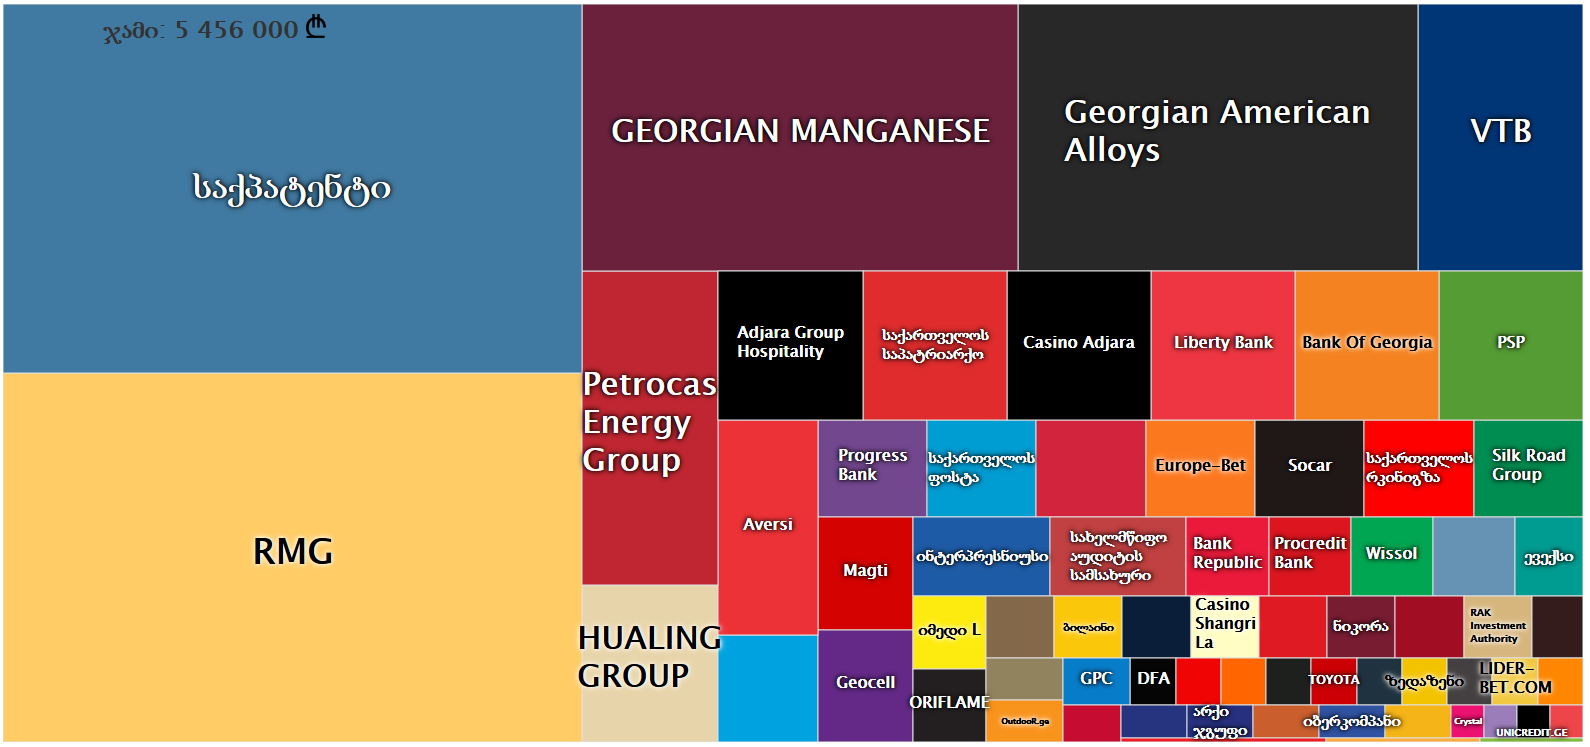 ჯამი: 5 456 000 ₾
საქპატენტი
RMG
GEORGIAN MANGANESE
Georgian American
Alloys
VTB
Petrocas
Energy
Group
HUALING
GROUP
Adjara Group
Hospitality
საქართველოს
საპატრიარქო
Casino Adjara
Liberty Bank
Bank Of Georgia
PSP
Aversi
Progress
Bank
საქართველოს
ფოსტა
Europe-Bet
Socar
საქართველოს
რკინიგზა
Silk Road
Group
Magti
Geocell
ინტერპრესნიუსი
სახელმწიფო
აუდიტის
სამსახური
Bank
Republic
Procredit
Bank
Wissol
ევექსი
იმედი L
ORIFLAME
ბილაინი
Casino
Shangri
La
ნიკორა
RAK
Investment
Authority
OutdooR.ge
GPC
DFA
TOYOTA
ზედაზენი
LIDER-
BET.COM
არქი
ჯგუფი
იბერკომპანი
Crystal
UNICREDIT.GE